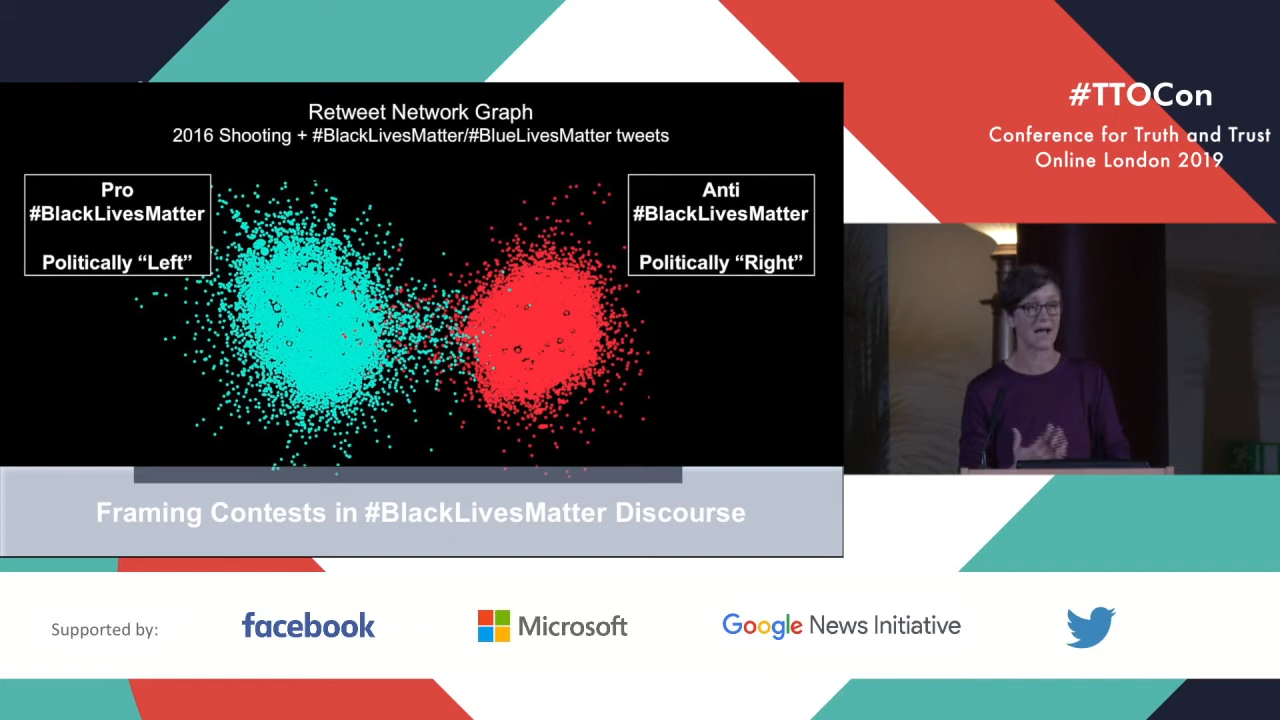 #TTOCon
Conference for Truth and Trust
Online London 2019
Retweet Network Graph
2016 Shooting + #BlackLivesMatter/#BlueLivesMatter tweets
Pro
#BlackLivesMatter
Politically “Left”
Anti
#BlackLivesMatter
Politically “Right”
Framing Contests in #BlackLivesMatter Discourse
Supported by:
facebook
Microsoft
Google News Initiative